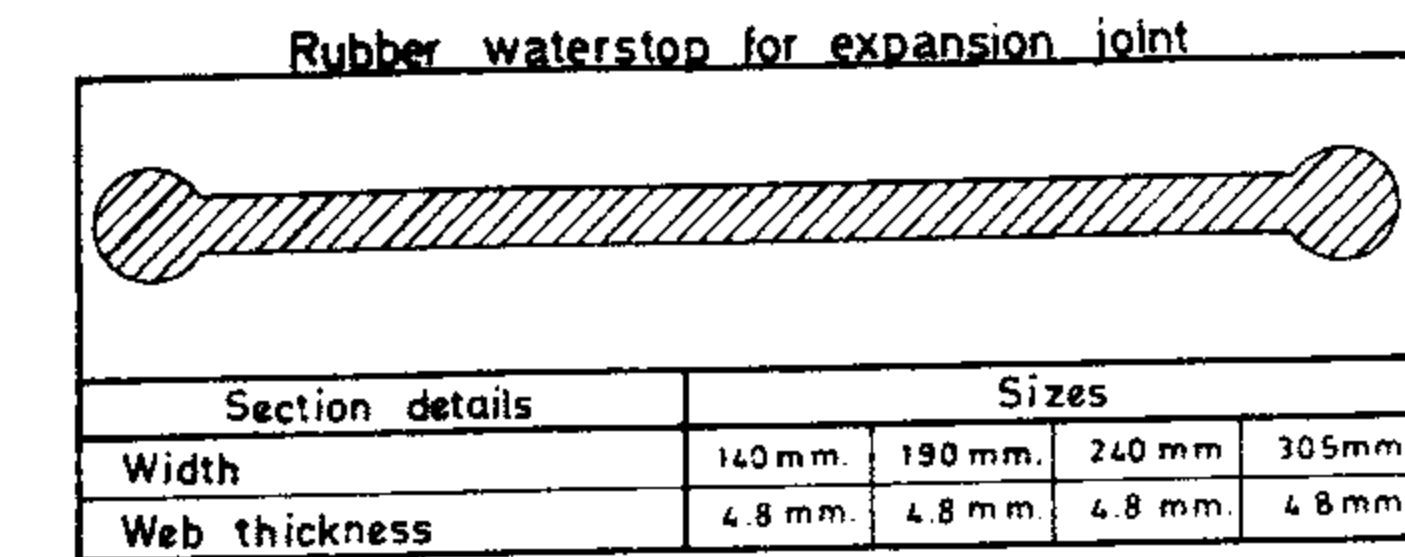 Rubber waterstop for expansion joint
Section details Sizes
Width 140 mm. 190 mm. 240 mm 305mm
Web thickness 4.8 mm. 4.8 mm. 4.8 mm. 4 8 mm